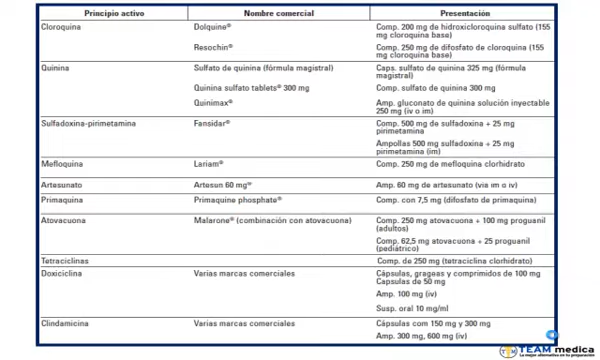 Principio activo Nombre comercial Presentación
Cloroquina Dolquine® Comp. 200 mg de hidroxicloroquina sulfato (155
mg cloroquina base)
Resochin® Comp. 250 mg de difosfato de cloroquina (155
mg cloroquina base)
Quinina Sulfato de quinina (fórmula magistral) Caps. sulfato de quinina 325 mg (fórmula
magistral)
Quinina sulfato tablets® 300 mg Comp. sulfato de quinina 300 mg
Quinimax® Amp. gluconato de quinina solución inyectable
250 mg (iv o im)
Sulfadoxina-pirimetamina Fansidar® Comp. 500 mg de sulfadoxina + 25 mg
pirimetamina
Ampollas 500 mg sulfadoxina + 25 mg
pirimetamina (im)
Mefloquina Lariam® Comp. 250 mg de mefloquina clorhidrato
Artesunato Artesun 60 mg® Amp. 60 mg de artesunato (via im o iv)
Primaquina Primaquine phosphate® Comp. con 7,5 mg (difosfato de primaquina)
Atovacuona Malarone® (combinación con atovacuona) Comp. 250 mg atovacuona + 100 mg proguanil
(adultos)
Comp. 62,5 mg atovacuona + 25 proguanil
(pediátrico)
Tetraciclinas Comp. de 250 mg (tetraciclina clorhidrato)
Doxiciclina Varias marcas comerciales Cápsulas, grageas y comprimidos de 100 mg
Capsulas de 50 mg
Amp. 100 mg (iv)
Susp. oral 10 mg/ml
Clindamicina Varias marcas comerciales Cápsulas com 150 mg y 300 mg
Amp. 300 mg, 600 mg (iv)
TEAM medica
La mejor alternativa en tu preparación